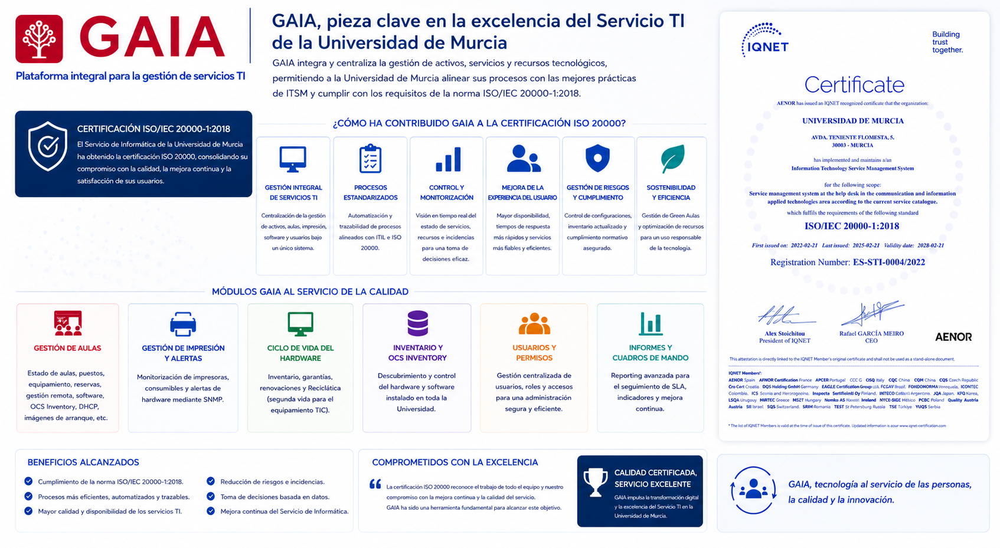 GAIA
Plataforma integral para la gestión de servicios TI
GAIA, pieza clave en la excelencia del Servicio TI
de la Universidad de Murcia
GAIA integra y centraliza la gestión de activos, servicios y recursos tecnológicos,
permitiendo a la Universidad de Murcia alinear sus procesos con las mejores prácticas
de ITSM y cumplir con los requisitos de la norma ISO/IEC 20000-1:2018.
CERTIFICACIÓN ISO/IEC 20000-1:2018
El Servicio de Informática de la Universidad de Murcia
ha obtenido la certificación ISO 20000, consolidando su
compromiso con la calidad, la mejora continua y la
satisfacción de sus usuarios.
¿CÓMO HA CONTRIBUIDO GAIA A LA CERTIFICACIÓN ISO 20000?
GESTIÓN INTEGRAL
DE SERVICIOS TI
Centralización de la gestión
de activos, aulas, impresión,
software y usuarios bajo
un único sistema.
PROCESOS
ESTANDARIZADOS
Automatización y
trazabilidad de procesos
alineados con ITIL e ISO
20000.
CONTROL Y
MONITORIZACIÓN
Visión en tiempo real del
estado de servicios,
recursos e incidencias
para una toma de
decisiones eficaz.
MEJORA DE LA
EXPERIENCIA DEL USUARIO
Mayor disponibilidad,
tiempos de respuesta
más rápidos y servicios
más fiables y eficientes.
GESTIÓN DE RIESGOS
Y CUMPLIMIENTO
Control de configuraciones,
inventario actualizado y
cumplimiento normativo
asegurado.
SOSTENIBILIDAD
Y EFICIENCIA
Gestión de Green Aulas
y optimización de recursos
para un uso responsable
de la tecnología.
MÓDULOS GAIA AL SERVICIO DE LA CALIDAD
GESTIÓN DE AULAS
Estado de aulas, puestos,
equipamiento, reservas,
gestión remota, software,
OCS Inventory, DHCP,
imágenes de arranque, etc.
GESTIÓN DE IMPRESIÓN
Y ALERTAS
Monitorización de impresoras,
consumibles y alertas de
hardware mediante SNMP.
CICLO DE VIDA DEL
HARDWARE
Inventario, garantías,
renovaciones y Reciclática
(segunda vida para el
equipamiento TIC).
INVENTARIO Y
OCS INVENTORY
Descubrimiento y control
del hardware y software
instalado en toda la
Universidad.
USUARIOS Y
PERMISOS
Gestión centralizada de
usuarios, roles y accesos
para una administración
segura y eficiente.
INFORMES Y
CUADROS DE MANDO
Reporting avanzada para
el seguimiento de SLA,
indicadores y mejora
continua.
BENEFICIOS ALCANZADOS
Cumplimiento de la norma ISO/IEC 20000-1:2018.
Procesos más eficientes, automatizados y trazables.
Mayor calidad y disponibilidad de los servicios TI.
Reducción de riesgos e incidencias.
Toma de decisiones basada en datos.
Mejora continua del Servicio de Informática.
COMPROMETIDOS CON LA EXCELENCIA
“ La certificación ISO 20000 reconoce el trabajo de todo el equipo y nuestro
compromiso con la mejora continua y la calidad del servicio.
GAIA ha sido una herramienta fundamental para alcanzar este objetivo.
CALIDAD CERTIFICADA,
SERVICIO EXCELENTE
GAIA impulsa la transformación digital
y la excelencia del Servicio TI en la
Universidad de Murcia.
IQNET
Building
trust
together.
Certificate
AENOR has issued an IQNET recognized certificate that the organization:
UNIVERSIDAD DE MURCIA
AVDA. TENIENTE FLOMESTA, 5.
30003 - MURCIA
has implemented and maintains a/an
Information Technology Service Management System
for the following scope:
Service management system at the help desk in the communication and information
applied technologies area according to the current service catalogue.
which fulfils the requirements of the following standard
ISO/IEC 20000-1:2018
First issued on: 2022-02-21 Last issued: 2025-02-21 Validity date: 2028-02-21
Registration Number: ES-STI-0004/2022
Alex Stoichitou
President of IQNET
Rafael GARCÍA MEIRO
CEO
AENOR
This attestation is directly linked to the IQNET Member's original certificate and shall not be used as a stand-alone document.
IQNET Members*:
AENOR Spain AFNOR Certification France APCER Portugal CCC G CISQ Italy CQC China CQM China CQS Czech Republic
Cro Cert Croatia DQS Holding GmbH Germany EAGLE Certification Group FCGAV Brazil, FONDONORMA Venezuela, ICONTEC
Colombia, ICS and Inspecta Oy INTECO Argentina, JQA Japan, KFQ Korea,
LSQA Uruguay MIRTEC Greece MSZT Hungary Nemko AS Ireland NYCE-SIGE México PCBC Poland Quality Austria
Austria SII Israel SQS Switzerland, SRIM Romania TEST St Petersburg Russia TSE Türkiye YUQS Serbia
* The list of IQNET Members is valid at the time of issue of this certificate. Updated information is www.iqnet-certification.com
GAIA, tecnología al servicio de las personas,
la calidad y la innovación.